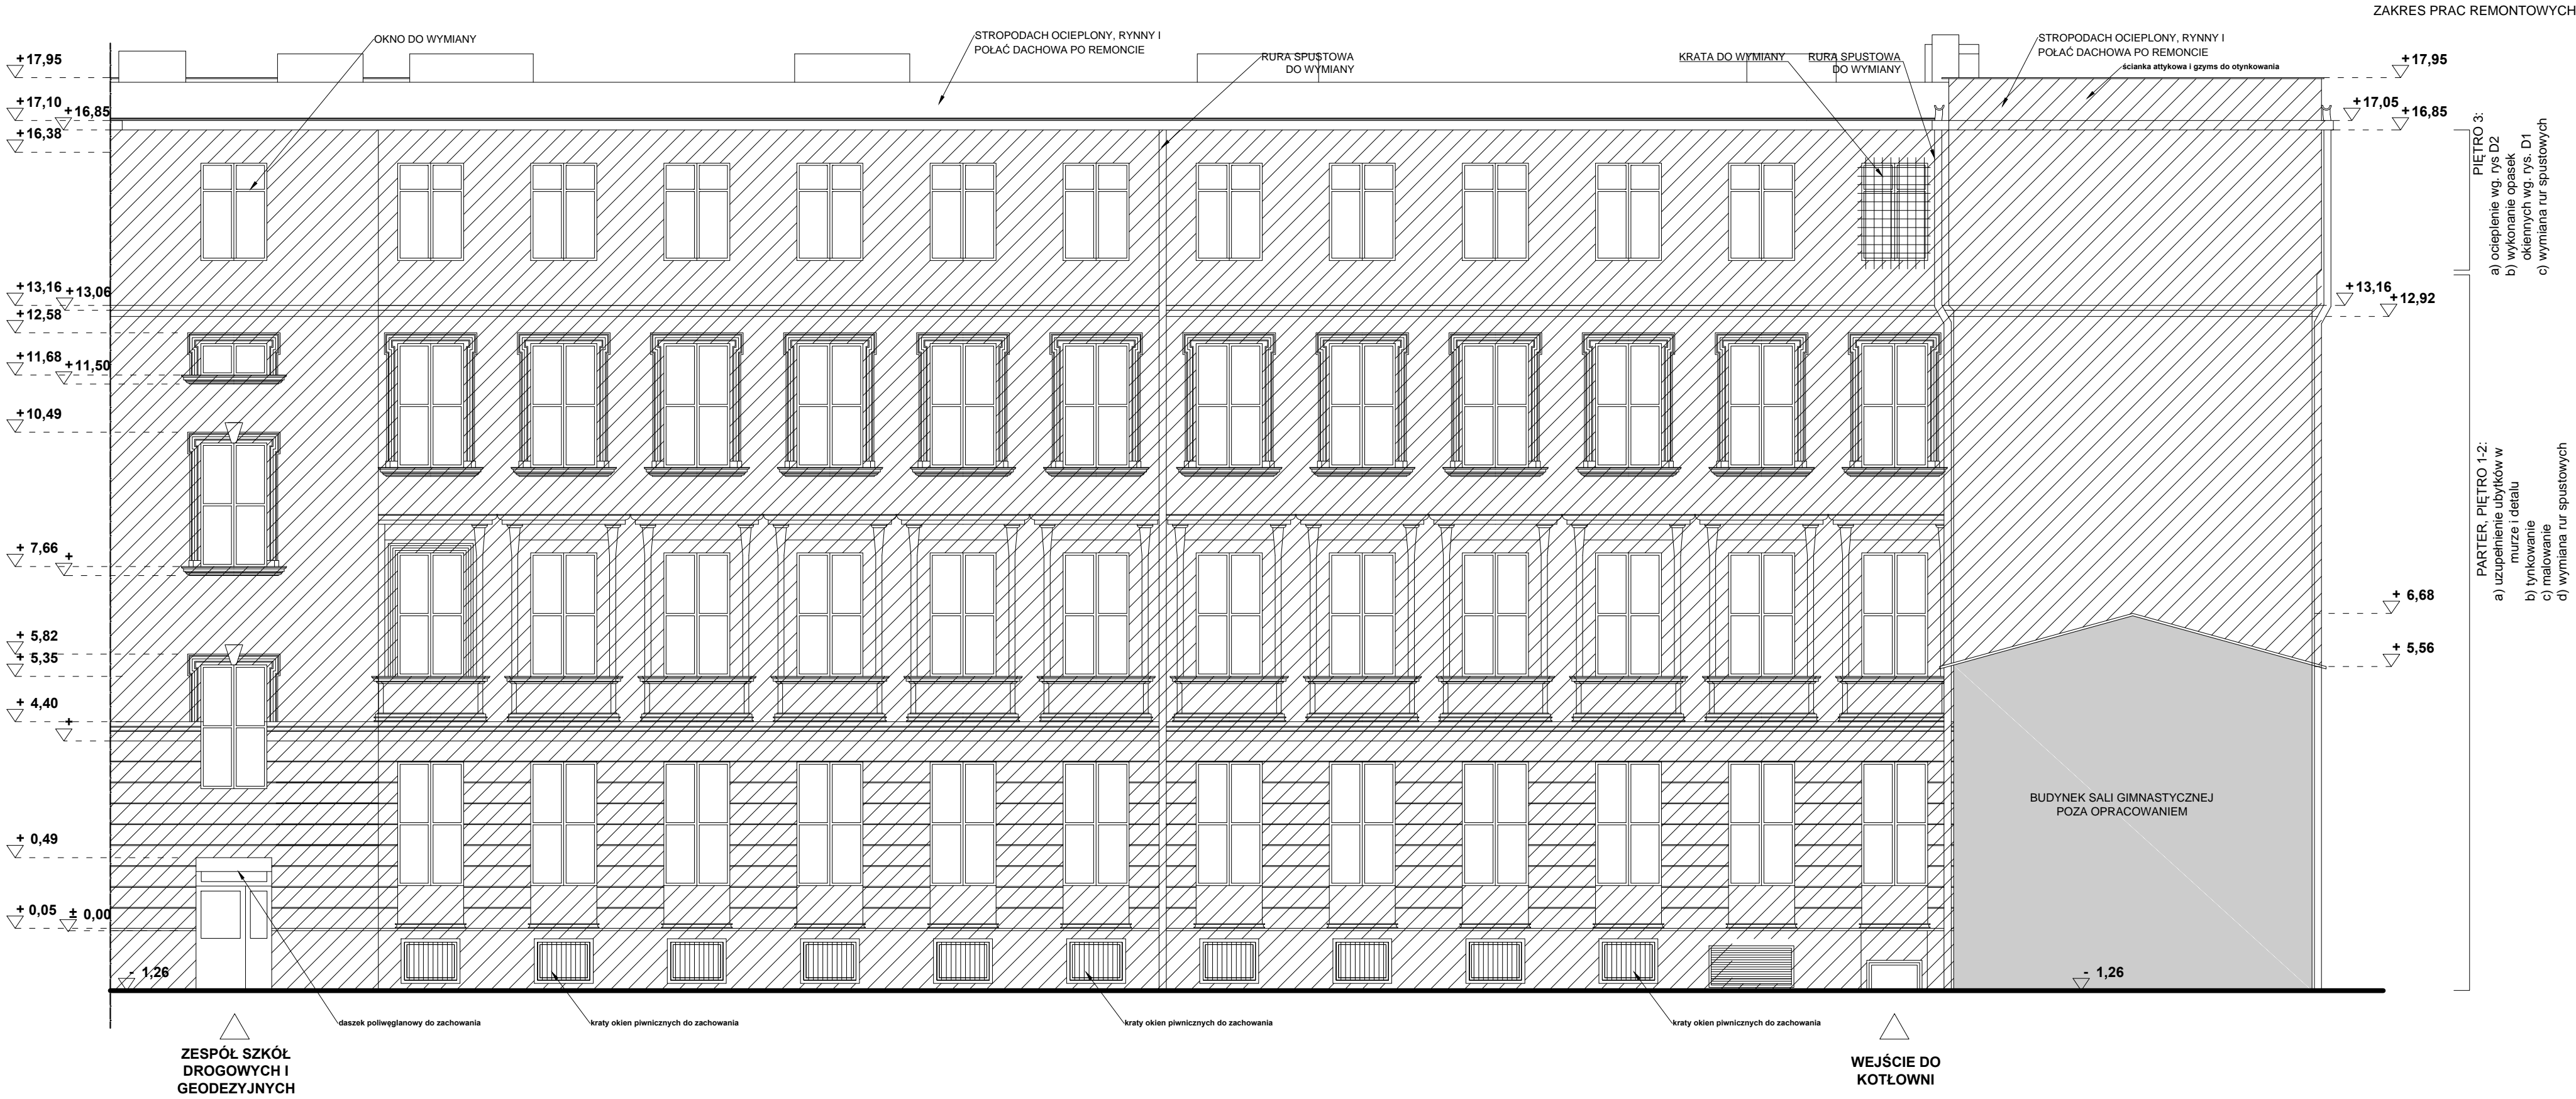 ZAKRES PRAC REMONTOWYCH
OKNO DO WYMIANY
STROPODACH OCIEPLONY, RYNNY I
POŁAĆ DACHOWA PO REMONCIE
RURA SPUSTOWA
DO WYMIANY
KRATA DO WYMIANY
RURA SPUSTOWA
DO WYMIANY
STROPODACH OCIEPLONY, RYNNY I
POŁAĆ DACHOWA PO REMONCIE
ścianka attykowa i gzyms do otynkowania
+17,95
+17,10
+16,85
+16,38
+13,16
+13,06
+12,58
+11,68
+11,50
+10,49
+ 7,66
+
+ 5,82
+ 5,35
+ 4,40
+
+ 0,49
+ 0,05
± 0,00
- 1,26
+17,95
+17,05
+16,85
+13,16
+12,92
+ 6,68
+ 5,56
- 1,26
PIĘTRO 3:
a) ocieplenie wg. rys D2
b) wykonanie opasek
okiennych wg. rys. D1
c) wymiana rur spustowych
PARTER, PIĘTRO 1-2:
a) uzupełnienie ubytków w
murze i detalu
b) tynkowanie
c) malowanie
d) wymiana rur spustowych
BUDYNEK SALI GIMNASTYCZNEJ
POZA OPRACOWANIEM
daszek poliwęglanowy do zachowania
kraty okien piwnicznych do zachowania
kraty okien piwnicznych do zachowania
kraty okien piwnicznych do zachowania
ZESPÓŁ SZKÓŁ
DROGOWYCH I
GEODEZYJNYCH
WEJŚCIE DO
KOTŁOWNI